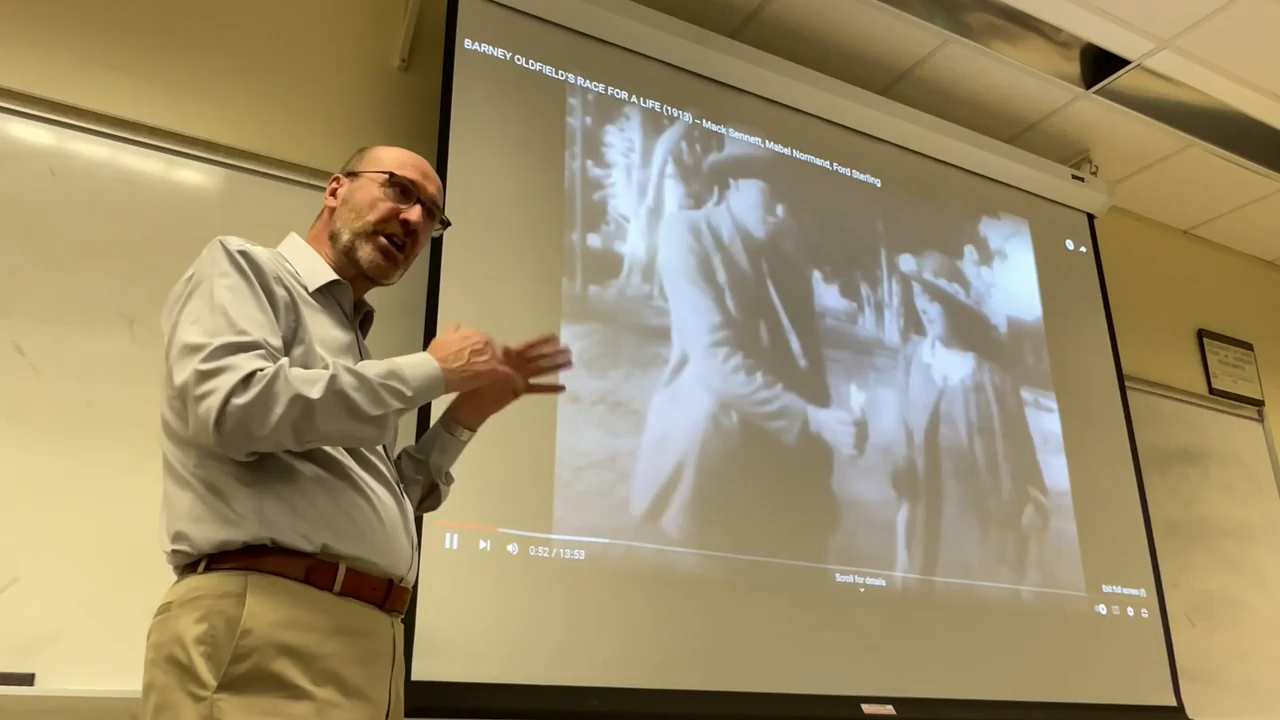 BARNEY OLDFIELD'S RACE FOR A LIFE (1913) – Mack Sennett, Mabel Normand, Ford Sterling
0:52 / 13:53
Scroll for details
Exit full screen (f)